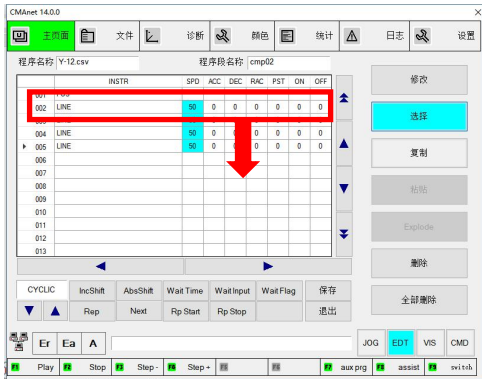 CMAnet 14.0.0
主页面 文件 诊断 颜色 统计 日志 设置
程序名称 Y-12.csv 程序段名称 cmp02
INSTR SPD ACC DEC RAC PST ON OFF
001 POS
002 LINE 50 0 0 0 0 0 0
004 LINE 50 0 0 0 0 0
005 LINE 50 0 0 0 0 0
006
007
008
009
010
011
012
013
修改
选择
复制
粘贴
Explode
删除
全部删除
CYCLIC IncShift AbsShift Wait Time Wait Input Wait Flag 保存
Rep Next Rp Start Rp Stop 退出
Er Ea A JOG EDT VIS CMD
F1 Play F2 Stop F3 Step- F4 Step+ F5 F6 F7 aux prg F8 assist F9 switch